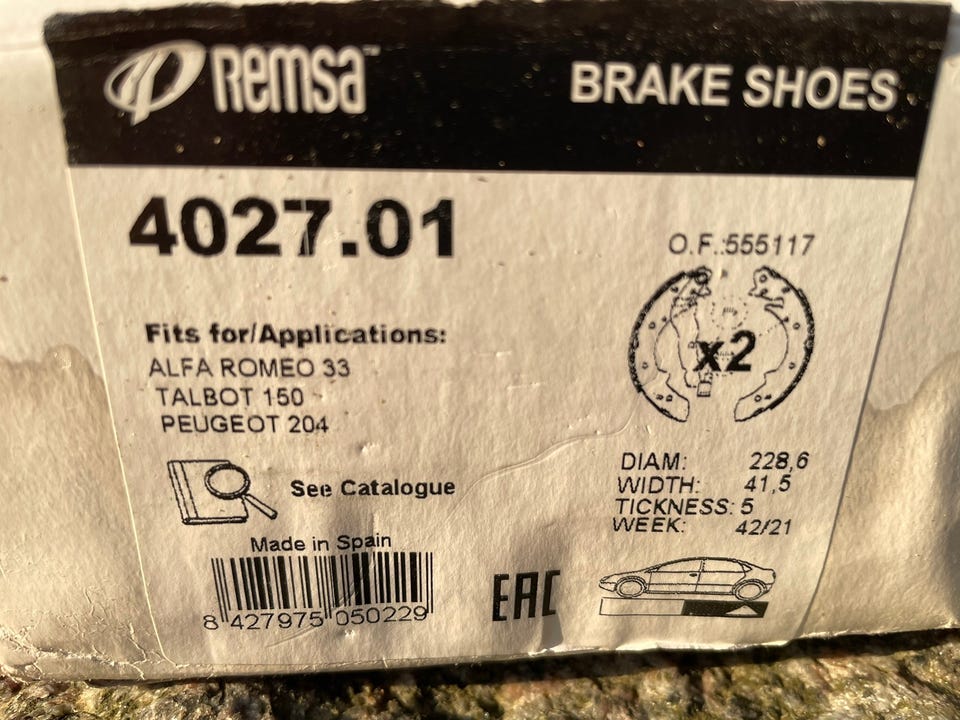 Remsa™
BRAKE SHOES
4027.01
O.F.:555117
Fits for/Applications:
ALFA ROMEO 33
TALBOT 150
PEUGEOT 204
x2
See Catalogue
DIAM: 228,6
WIDTH: 41,5
TICKNESS: 5
WEEK: 42/21
Made in Spain
8 427975 050229
EAC